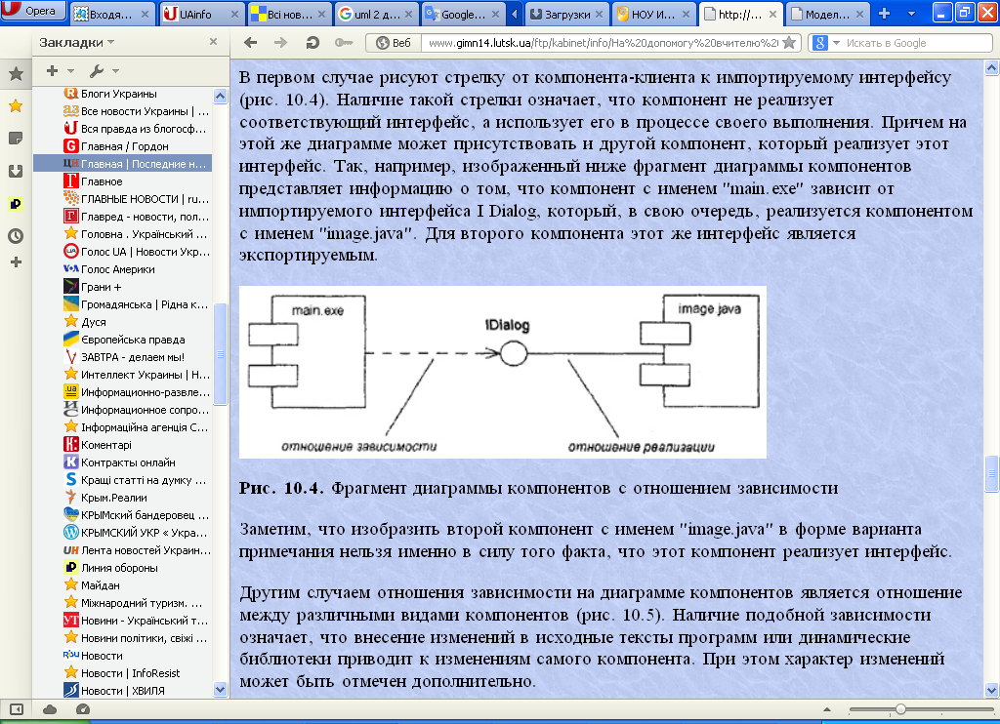 Opera
Входя...
UAinfo
Всі нов...
uml 2 д...
Google...
Загрузки
НОУ И...
http://...
Модел...
Закладки
Веб
www.gimn14.lutsk.ua/ftp/kabinet/info/На%20допомогу%20вчителю%20
Искать в Google
Блоги Украины
Все новости Украины | ...
Вся правда из блогосф...
Главная / Гордон
Главная | Последние н...
Главное
ГЛАВНЫЕ НОВОСТИ | ru...
Главред - новости, пол...
Головна . Український ...
Голос UA | Новости Укр...
Голос Америки
Грани +
Громадянська | Рідна к...
Дуся
Європейська правда
ЗАВТРА - делаем мы!
Интеллект Украины | Н...
Информационно-развле...
Информационное сопро...
Інформаційна агенція С...
Коментарі
Контракты онлайн
Кращі статті на думку ...
Крым.Реалии
КРЫМский бандеровец ...
КРЫМСКИЙ УКР « Укра...
Лента новостей Украин...
Линия обороны
Майдан
Міжнародний туризм. ...
Новини - Український т...
Новини політики, свіжі ...
Новости
Новости | InfoResist
Новости | ХВИЛЯ
В первом случае рисуют стрелку от компонента-клиента к импортируемому интерфейсу
(рис. 10.4). Наличие такой стрелки означает, что компонент не реализует
соответствующий интерфейс, а использует его в процессе своего выполнения. Причем на
этой же диаграмме может присутствовать и другой компонент, который реализует этот
интерфейс. Так, например, изображенный ниже фрагмент диаграммы компонентов
представляет информацию о том, что компонент с именем "main.exe" зависит от
импортируемого интерфейса I Dialog, который, в свою очередь, реализуется компонентом
с именем "image.java". Для второго компонента этот же интерфейс является
экспортируемым.
main.exe
IDialog
image.java
отношение зависимости
отношение реализации
Рис. 10.4. Фрагмент диаграммы компонентов с отношением зависимости
Заметим, что изобразить второй компонент с именем "image.java" в форме варианта
примечания нельзя именно в силу того факта, что этот компонент реализует интерфейс.
Другим случаем отношения зависимости на диаграмме компонентов является отношение
между различными видами компонентов (рис. 10.5). Наличие подобной зависимости
означает, что внесение изменений в исходные тексты программ или динамические
библиотеки приводит к изменениям самого компонента. При этом характер изменений
может быть отмечен дополнительно.